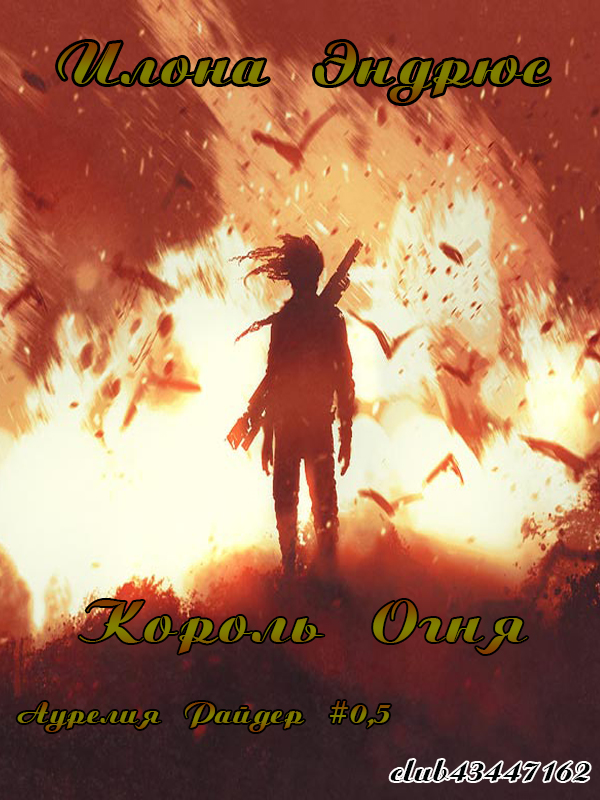 Илона Эндрюс
Король Огня
Аурелия Райдер #0,5
club43447162